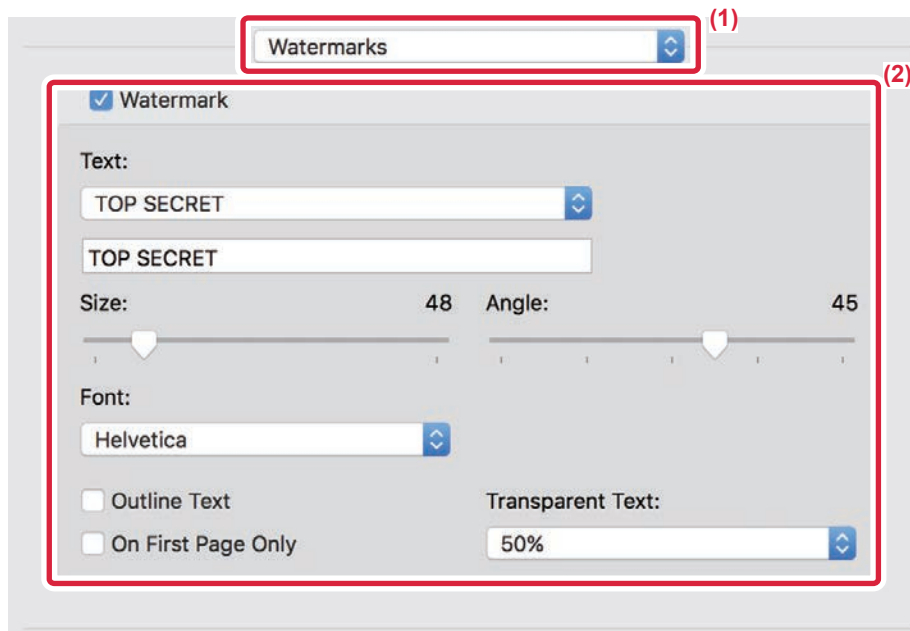 (1)
Watermarks
(2)
Watermark
Text:
TOP SECRET
TOP SECRET
Size: 48 Angle: 45
Font:
Helvetica
Outline Text Transparent Text:
On First Page Only 50%